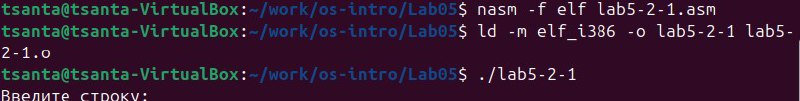 tsanta@tsanta-VirtualBox:~/work/os-intro/Lab05$ nasm -f elf lab5-2-1.asm
tsanta@tsanta-VirtualBox:~/work/os-intro/Lab05$ ld -m elf_i386 -o lab5-2-1 lab5-
2-1.o
tsanta@tsanta-VirtualBox:~/work/os-intro/Lab05$ ./lab5-2-1
Введите строку: